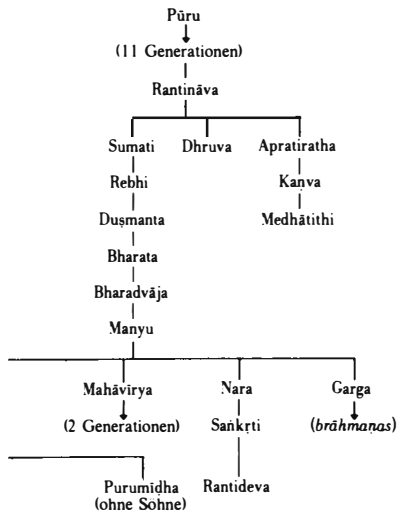 Pūru
(11 Generationen)
Rantināva
Sumati Dhruva Apratiratha
Rebhi Kaṇva
Duṣmanta Medhātithi
Bharata
Bharadvāja
Manyu
Mahāvīrya Nara Garga
(2 Generationen) Saṅkṛti (brāhmaṇas)
Purumīḍha Rantideva
(ohne Söhne)